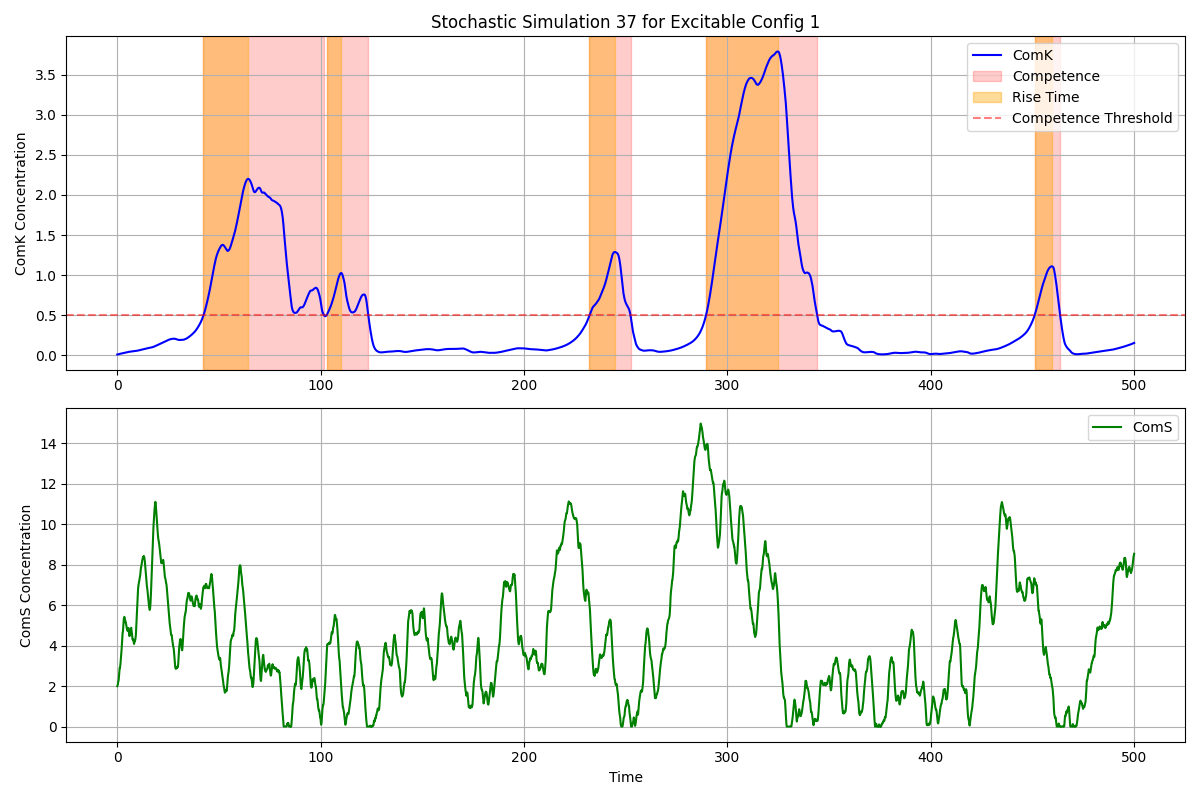 Stochastic Simulation 37 for Excitable Config 1
ComK Concentration
3.5
3.0
2.5
2.0
1.5
1.0
0.5
0.0
ComK
Competence
Rise Time
Competence Threshold
0 100 200 300 400 500
ComS Concentration
14
12
10
8
6
4
2
0
ComS
0 100 200 300 400 500
Time